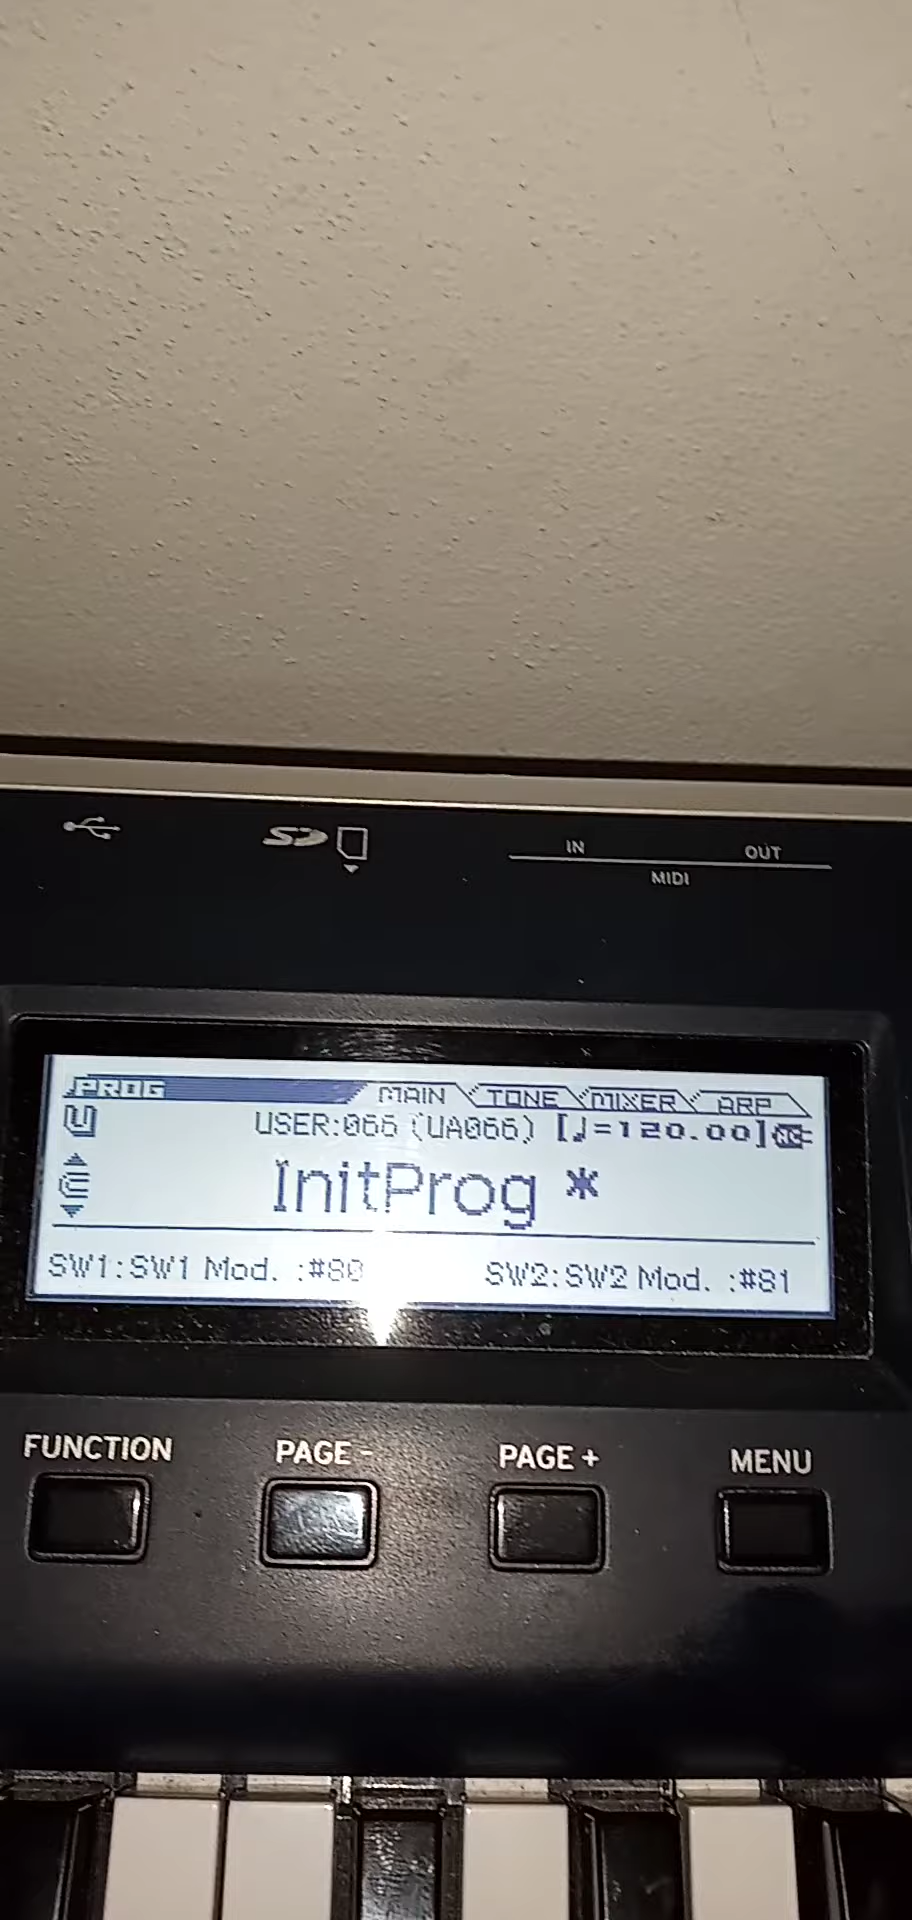 SD
IN OUT
MIDI
PROG MAIN TONE MIXER ARP
U USER:066 (UA066) [♩=120.00]
C InitProg *
SW1:SW1 Mod. :#80 SW2:SW2 Mod. :#81
FUNCTION PAGE - PAGE + MENU